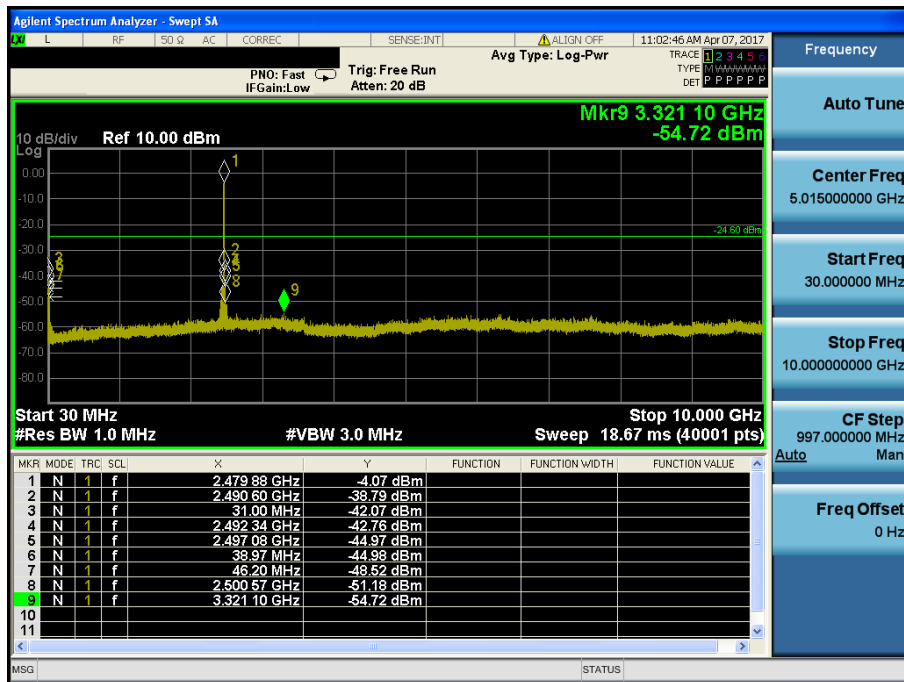 Agilent Spectrum Analyzer - Swept SA
LXI L RF 50 Ω AC CORREC SENSE:INT ALIGN OFF 11:02:46 AM Apr 07, 2017
Frequency
Avg Type: Log-Pwr TRACE 1 2 3 4 5 6
PNO: Fast Trig: Free Run TYPE M WWWWW
IFGain:Low Atten: 20 dB DET P P P P P P
Auto Tune
Mkr9 3.321 10 GHz
10 dB/div Ref 10.00 dBm -54.72 dBm
Log
1
0.00
-10.0
-20.0
-24.60 dBm
-30.0
-40.0
-50.0
-60.0
-70.0
-80.0
2
8
9
Start 30 MHz Stop 10.000 GHz
#Res BW 1.0 MHz #VBW 3.0 MHz Sweep 18.67 ms (40001 pts)
Center Freq
5.015000000 GHz
Start Freq
30.000000 MHz
Stop Freq
10.000000000 GHz
CF Step
997.000000 MHz
Auto Man
Freq Offset
0 Hz
MKR MODE TRC SCL X Y FUNCTION FUNCTION WIDTH FUNCTION VALUE
1 N 1 f 2.479 88 GHz -4.07 dBm
2 N 1 f 2.490 60 GHz -38.79 dBm
3 N 1 f 31.00 MHz -42.07 dBm
4 N 1 f 2.492 34 GHz -42.76 dBm
5 N 1 f 2.497 08 GHz -44.97 dBm
6 N 1 f 38.97 MHz -44.98 dBm
7 N 1 f 46.20 MHz -48.52 dBm
8 N 1 f 2.500 57 GHz -51.18 dBm
9 N 1 f 3.321 10 GHz -54.72 dBm
10
11
MSG STATUS